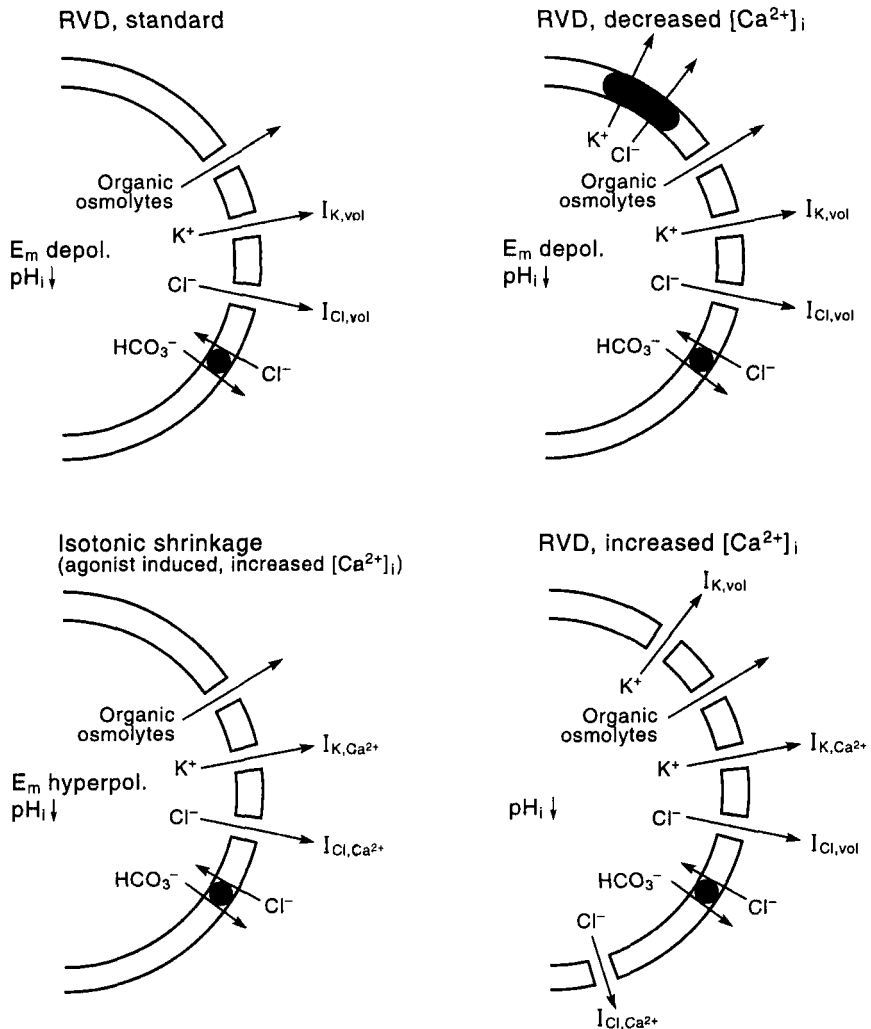 RVD, standard
Organic
osmolytes
K⁺
I_K,vol
E_m depol.
pH_i ↓
Cl⁻
I_Cl,vol
HCO₃⁻
Cl⁻
RVD, decreased [Ca²⁺]_i
K⁺
Cl⁻
Organic
osmolytes
K⁺
I_K,vol
E_m depol.
pH_i ↓
Cl⁻
I_Cl,vol
HCO₃⁻
Cl⁻
Isotonic shrinkage
(agonist induced, increased [Ca²⁺]_i)
Organic
osmolytes
K⁺
I_K,Ca²⁺
E_m hyperpol.
pH_i ↓
Cl⁻
I_Cl,Ca²⁺
HCO₃⁻
Cl⁻
RVD, increased [Ca²⁺]_i
I_K,vol
K⁺
Organic
osmolytes
K⁺
I_K,Ca²⁺
pH_i ↓
Cl⁻
I_Cl,vol
HCO₃⁻
Cl⁻
Cl⁻
I_Cl,Ca²⁺